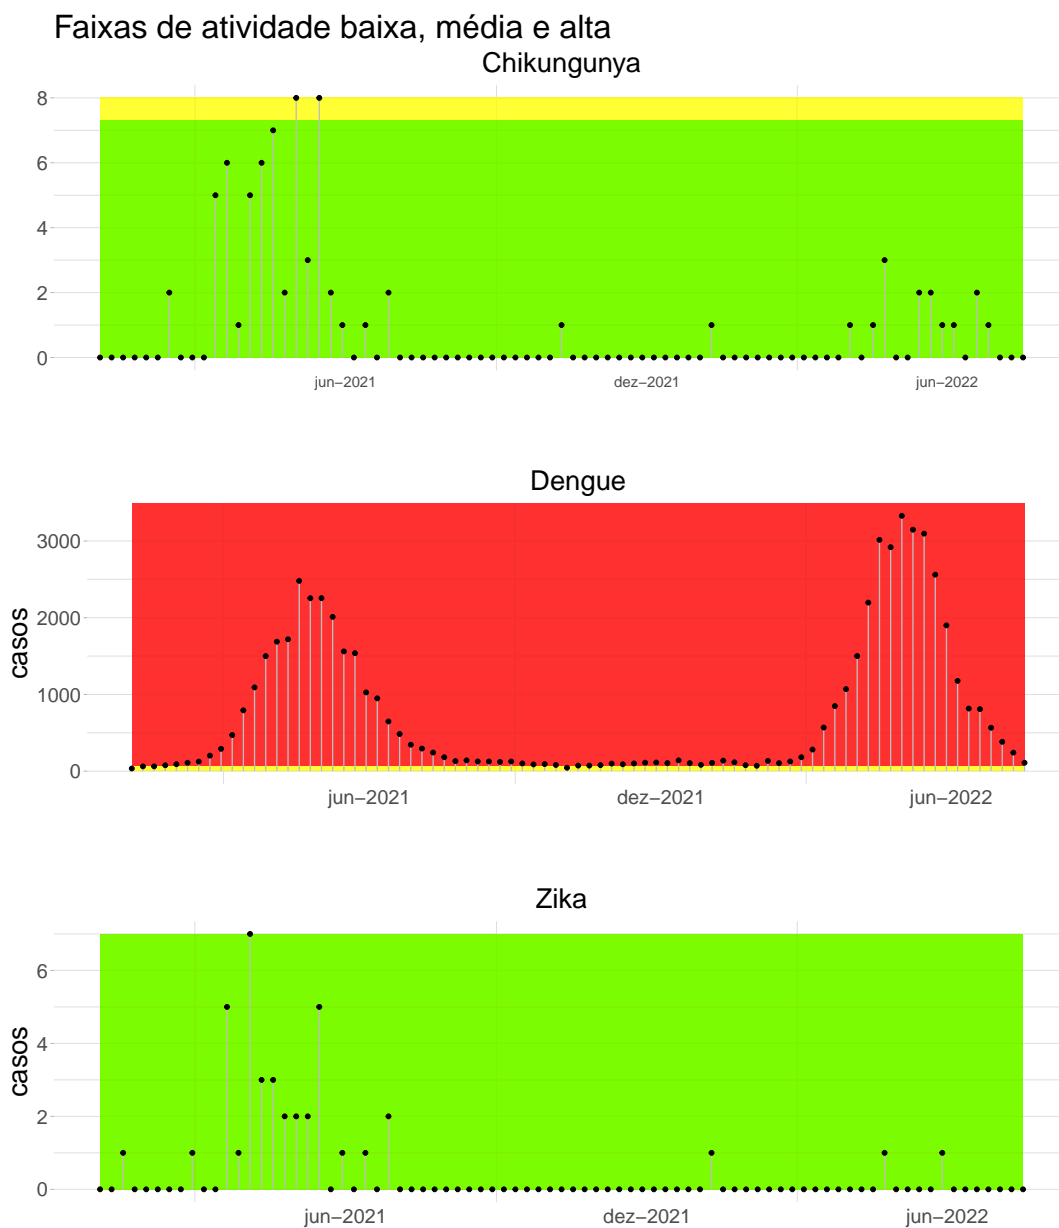 Faixas de atividade baixa, média e alta
Chikungunya
8
6
4
2
0
jun−2021 dez−2021 jun−2022
Dengue
casos
3000
2000
1000
0
jun−2021 dez−2021 jun−2022
Zika
casos
6
4
2
0
jun−2021 dez−2021 jun−2022